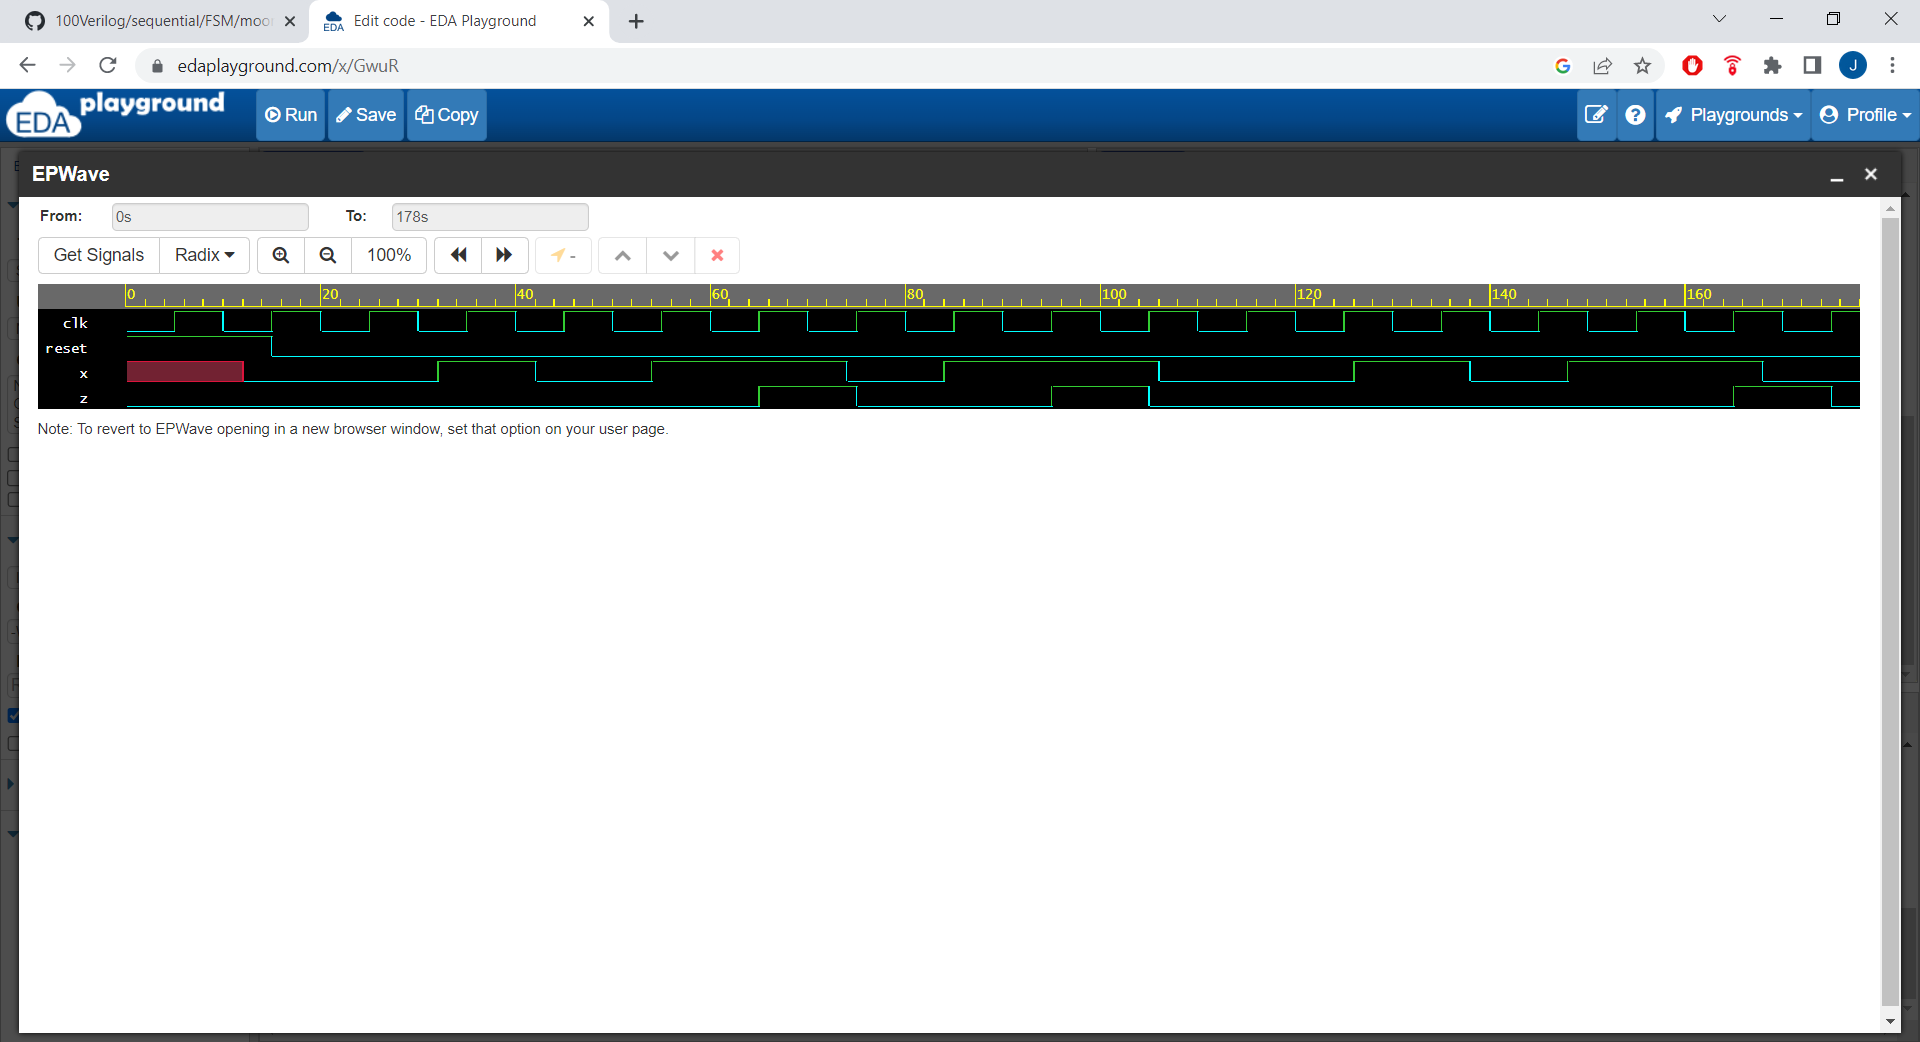 100Verilog/sequential/FSM/moo
Edit code - EDA Playground
edaplayground.com/x/GwuR
J
EDA playground
Run
Save
Copy
Playgrounds
Profile
EPWave
From:
0s
To:
178s
Get Signals
Radix
100%
-
0 20 40 60 80 100 120 140 160
clk
reset
x
z
Note: To revert to EPWave opening in a new browser window, set that option on your user page.